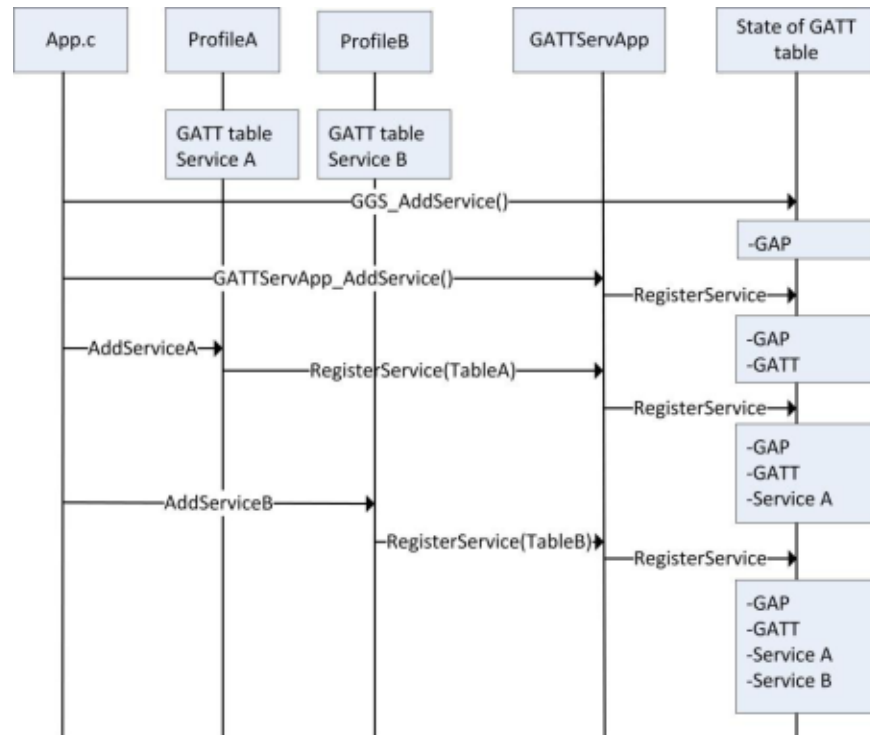 App.c
ProfileA
ProfileB
GATTServApp
State of GATT
table
GATT table
Service A
GATT table
Service B
GGS_AddService()
-GAP
GATTServApp_AddService()
RegisterService
-GAP
-GATT
AddServiceA
RegisterService(TableA)
RegisterService
-GAP
-GATT
-Service A
AddServiceB
RegisterService(TableB)
RegisterService
-GAP
-GATT
-Service A
-Service B